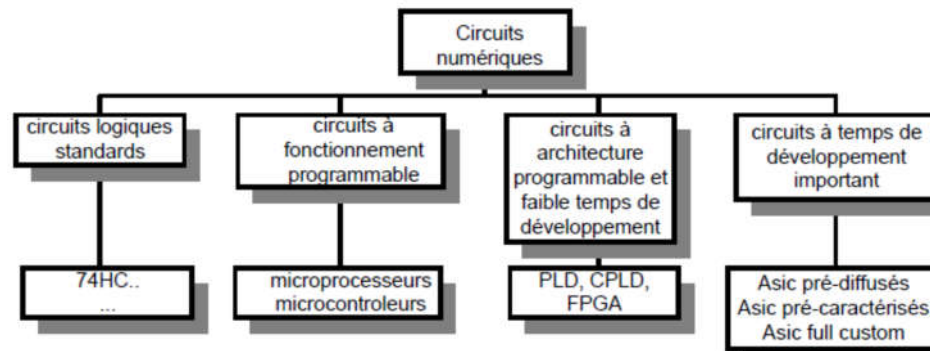 Circuits
numériques
circuits logiques
standards
circuits à
fonctionnement
programmable
circuits à
architecture
programmable et
faible temps de
développement
circuits à temps de
développement
important
74HC..
...
microprocesseurs
microcontroleurs
PLD, CPLD,
FPGA
Asic pré-diffusés
Asic pré-caractérisés
Asic full custom